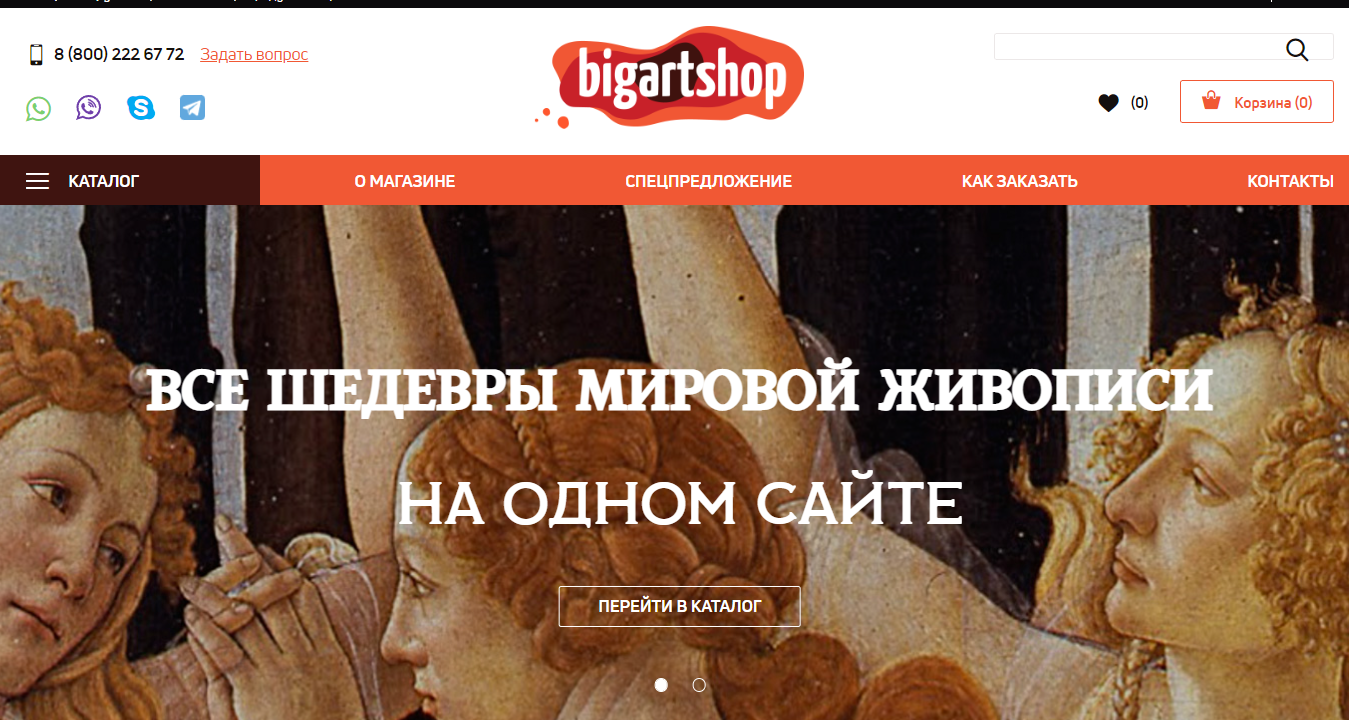 8 (800) 222 67 72 Задать вопрос
bigartshop
(0)
Корзина (0)
КАТАЛОГ
О МАГАЗИНЕ
СПЕЦПРЕДЛОЖЕНИЕ
КАК ЗАКАЗАТЬ
КОНТАКТЫ
ВСЕ ШЕДЕВРЫ МИРОВОЙ ЖИВОПИСИ
НА ОДНОМ САЙТЕ
ПЕРЕЙТИ В КАТАЛОГ